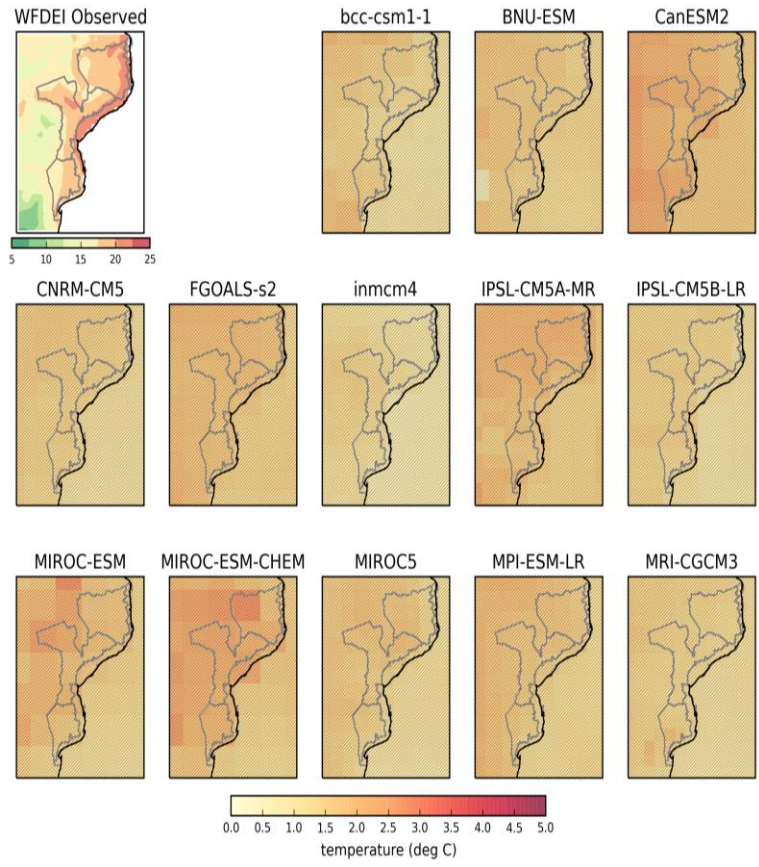 WFDEI Observed
bcc-csm1-1
BNU-ESM
CanESM2
5 10 15 20 25
CNRM-CM5
FGOALS-s2
inmcm4
IPSL-CM5A-MR
IPSL-CM5B-LR
MIROC-ESM
MIROC-ESM-CHEM
MIROC5
MPI-ESM-LR
MRI-CGCM3
0.0 0.5 1.0 1.5 2.0 2.5 3.0 3.5 4.0 4.5 5.0
temperature (deg C)